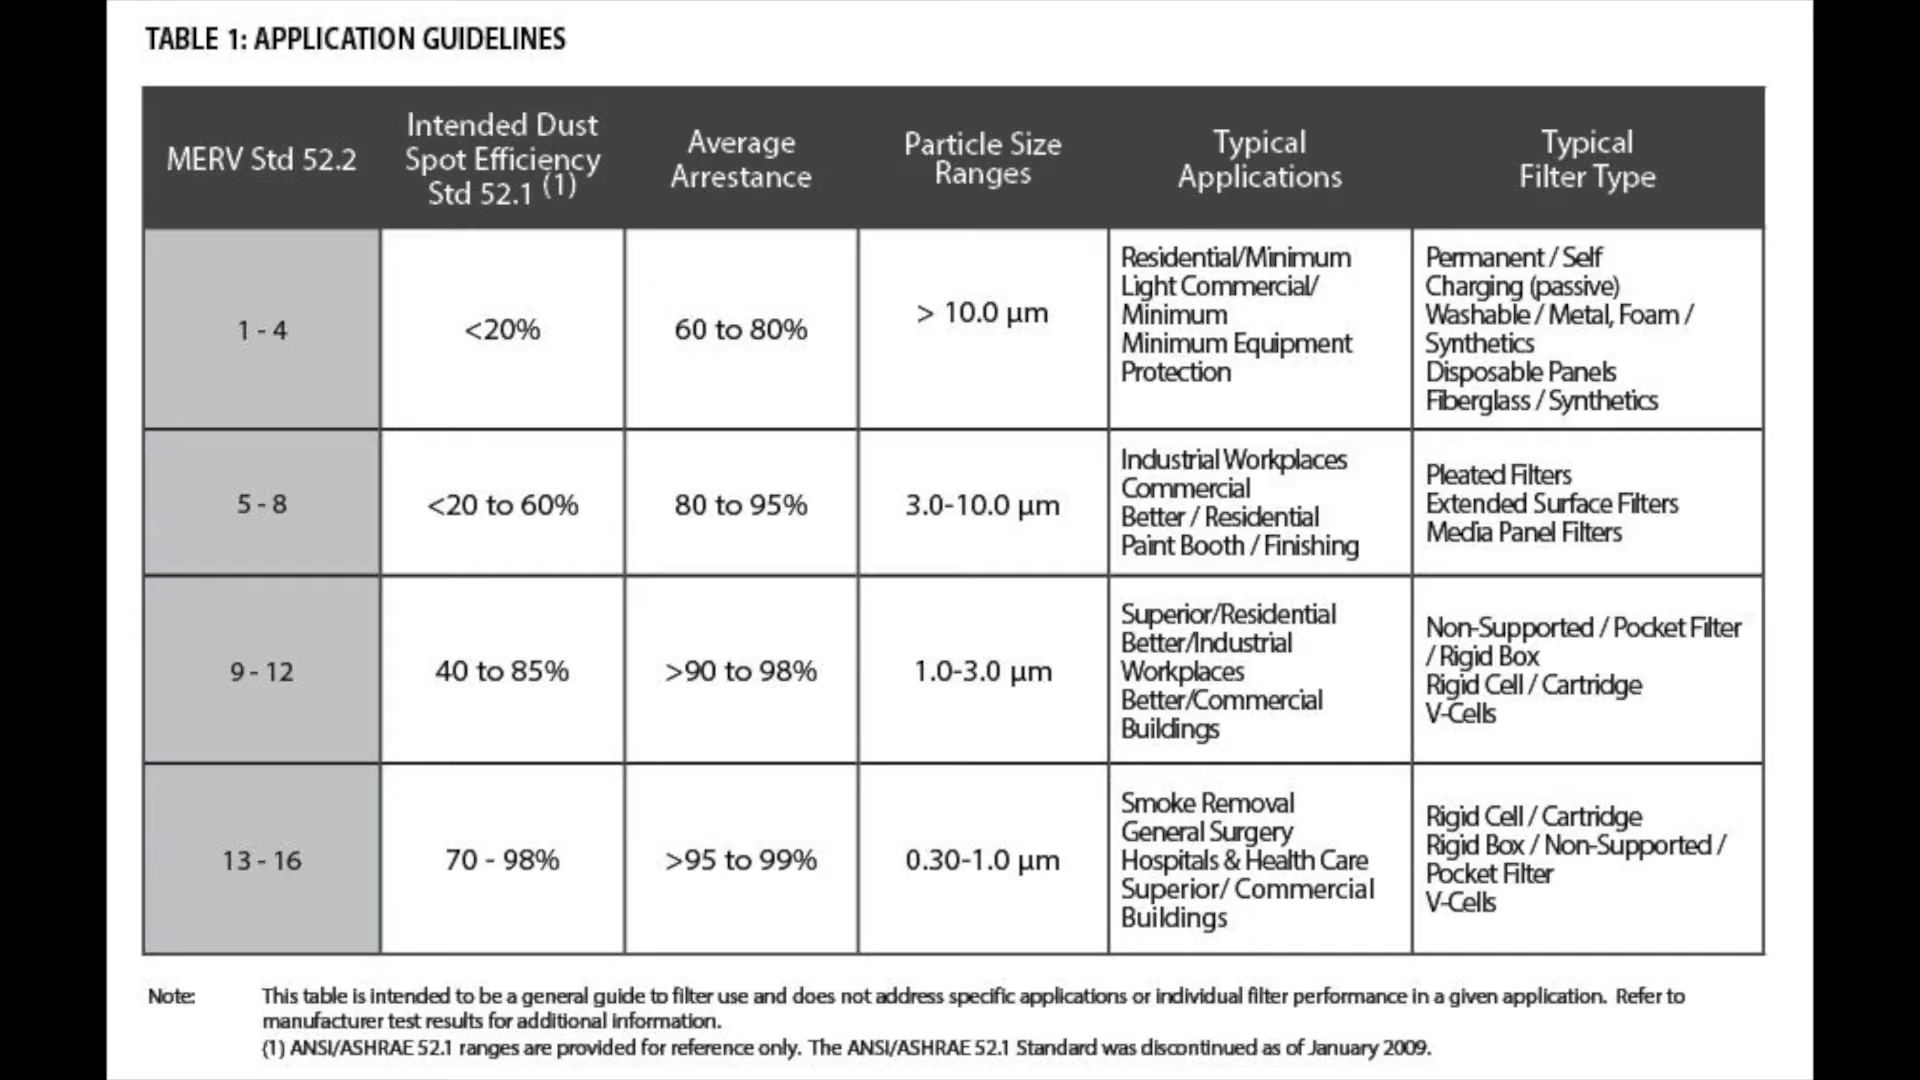 TABLE 1: APPLICATION GUIDELINES
MERV Std 52.2
Intended Dust
Spot Efficiency
Std 52.1 (1)
Average
Arrestance
Particle Size
Ranges
Typical
Applications
Typical
Filter Type
1 - 4
<20%
60 to 80%
> 10.0 µm
Residential/Minimum
Light Commercial/
Minimum
Minimum Equipment
Protection
Permanent / Self
Charging (passive)
Washable / Metal, Foam /
Synthetics
Disposable Panels
Fiberglass / Synthetics
5 - 8
<20 to 60%
80 to 95%
3.0-10.0 µm
Industrial Workplaces
Commercial
Better / Residential
Paint Booth / Finishing
Pleated Filters
Extended Surface Filters
Media Panel Filters
9 - 12
40 to 85%
>90 to 98%
1.0-3.0 µm
Superior/Residential
Better/Industrial
Workplaces
Better/Commercial
Buildings
Non-Supported / Pocket Filter
/ Rigid Box
Rigid Cell / Cartridge
V-Cells
13 - 16
70 - 98%
>95 to 99%
0.30-1.0 µm
Smoke Removal
General Surgery
Hospitals & Health Care
Superior/ Commercial
Buildings
Rigid Cell / Cartridge
Rigid Box / Non-Supported /
Pocket Filter
V-Cells
Note: This table is intended to be a general guide to filter use and does not address specific applications or individual filter performance in a given application. Refer to
manufacturer test results for additional information.
(1) ANSI/ASHRAE 52.1 ranges are provided for reference only. The ANSI/ASHRAE 52.1 Standard was discontinued as of January 2009.